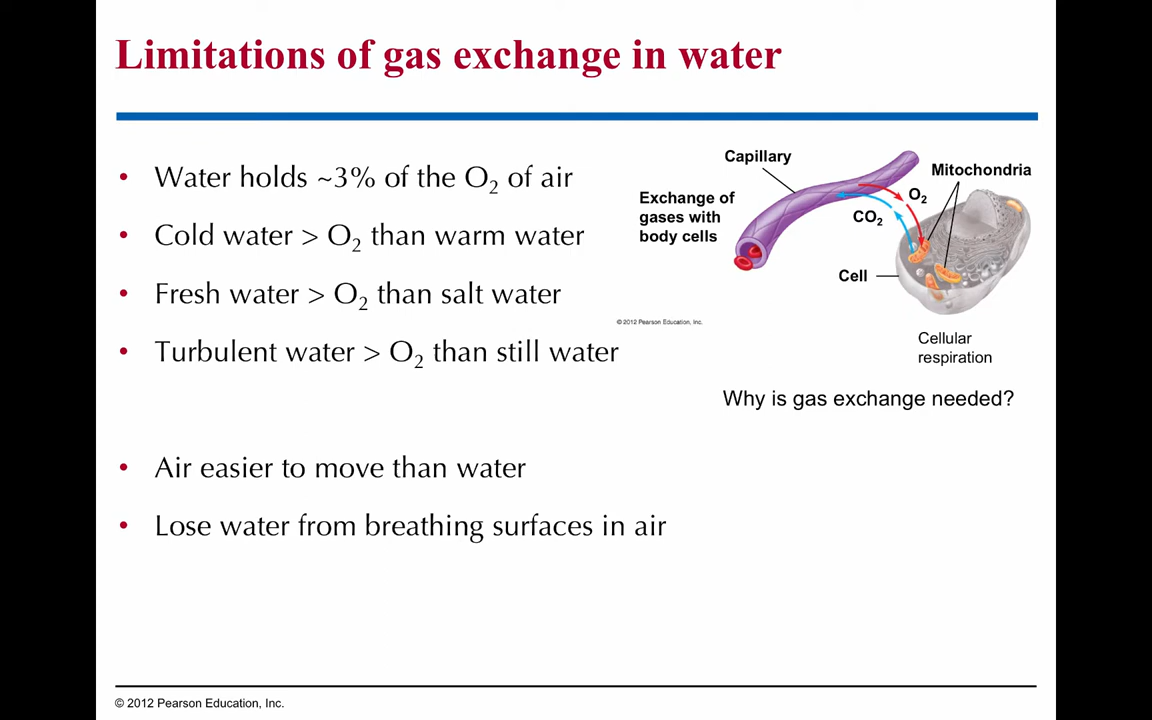 Limitations of gas exchange in water
• Water holds ~3% of the O₂ of air
• Cold water > O₂ than warm water
• Fresh water > O₂ than salt water
• Turbulent water > O₂ than still water
• Air easier to move than water
• Lose water from breathing surfaces in air
Capillary
Mitochondria
Exchange of
gases with
body cells
O₂
CO₂
Cell
© 2012 Pearson Education, Inc.
Cellular
respiration
Why is gas exchange needed?
© 2012 Pearson Education, Inc.